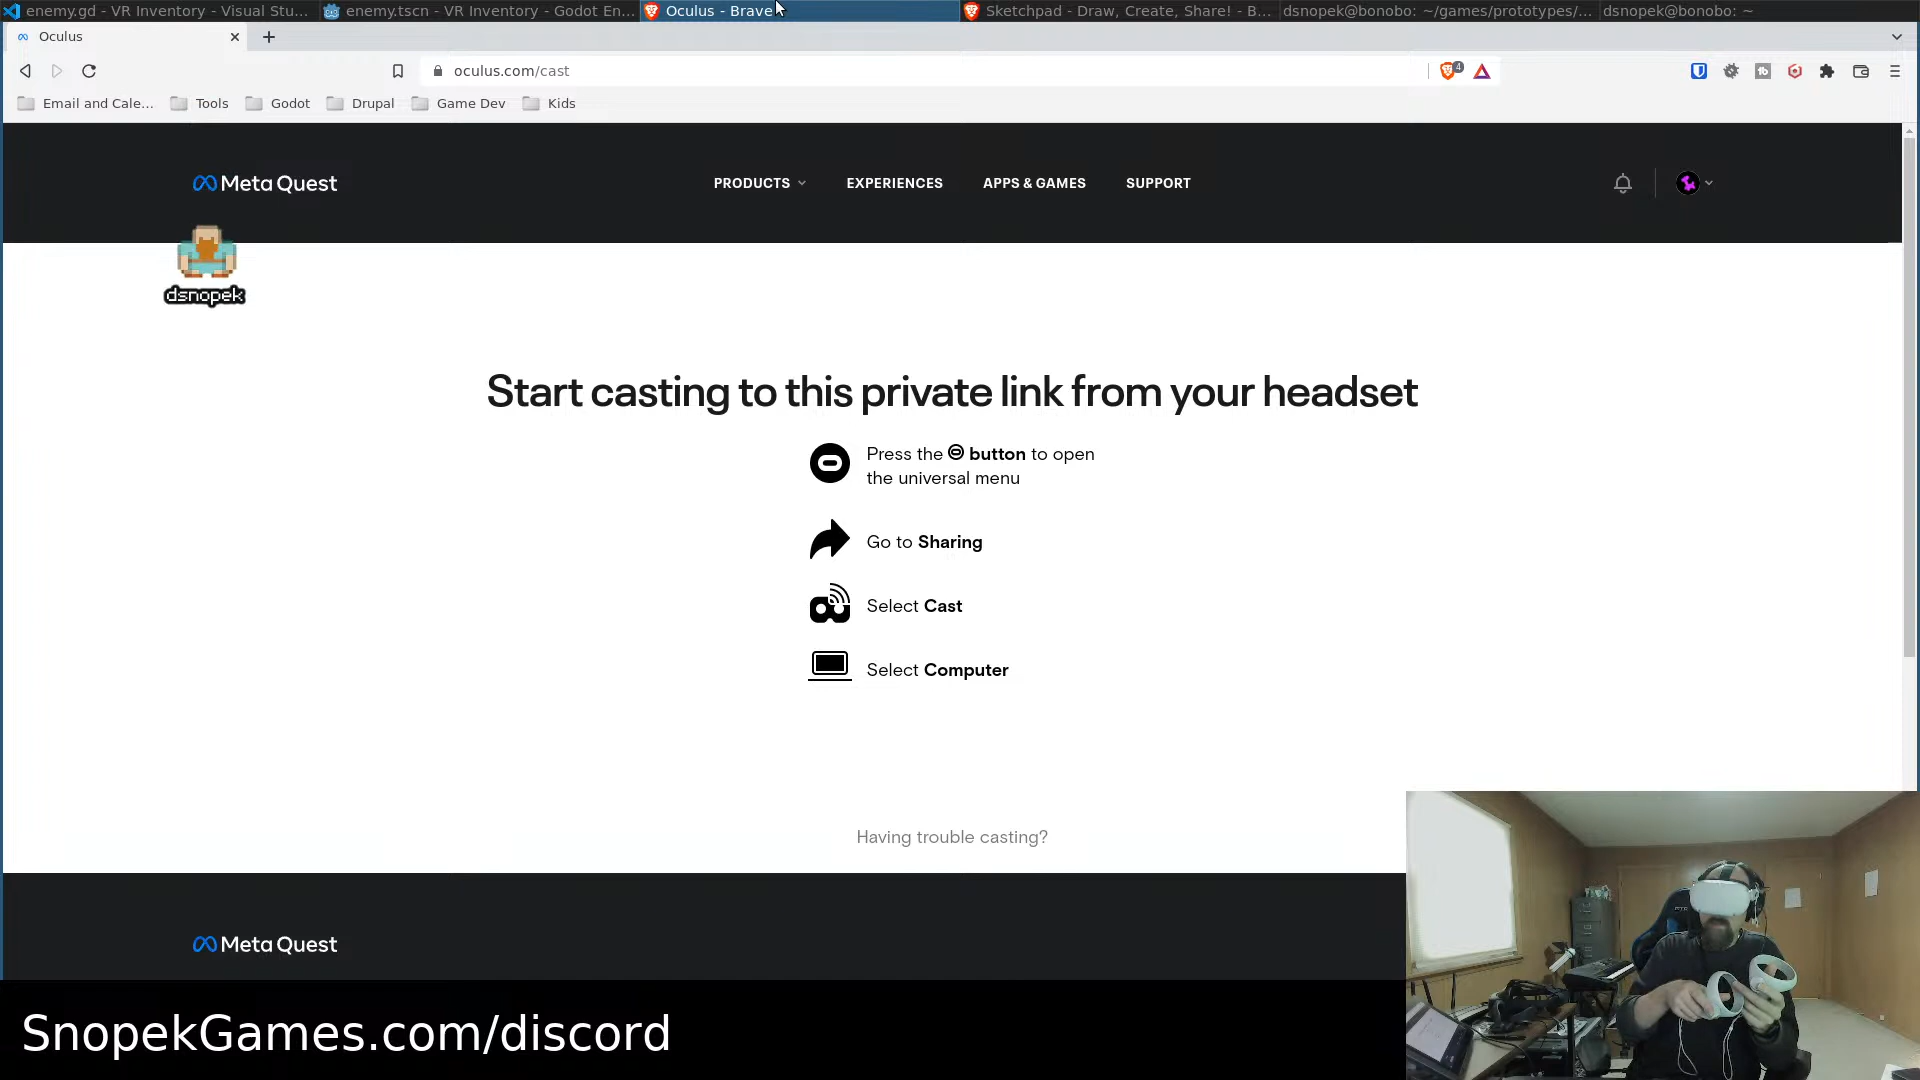 enemy.gd - VR Inventory - Visual Stu...
enemy.tscn - VR Inventory - Godot En...
Oculus - Brave
Sketchpad - Draw, Create, Share! - B...
dsnopek@bonobo: ~/games/prototypes/...
dsnopek@bonobo: ~
Oculus
oculus.com/cast
4
Email and Cale...
Tools
Godot
Drupal
Game Dev
Kids
Meta Quest
PRODUCTS
EXPERIENCES
APPS & GAMES
SUPPORT
dsnopek
Start casting to this private link from your headset
Press the button to open
the universal menu
Go to Sharing
Select Cast
Select Computer
Having trouble casting?
Meta Quest
SnopekGames.com/discord